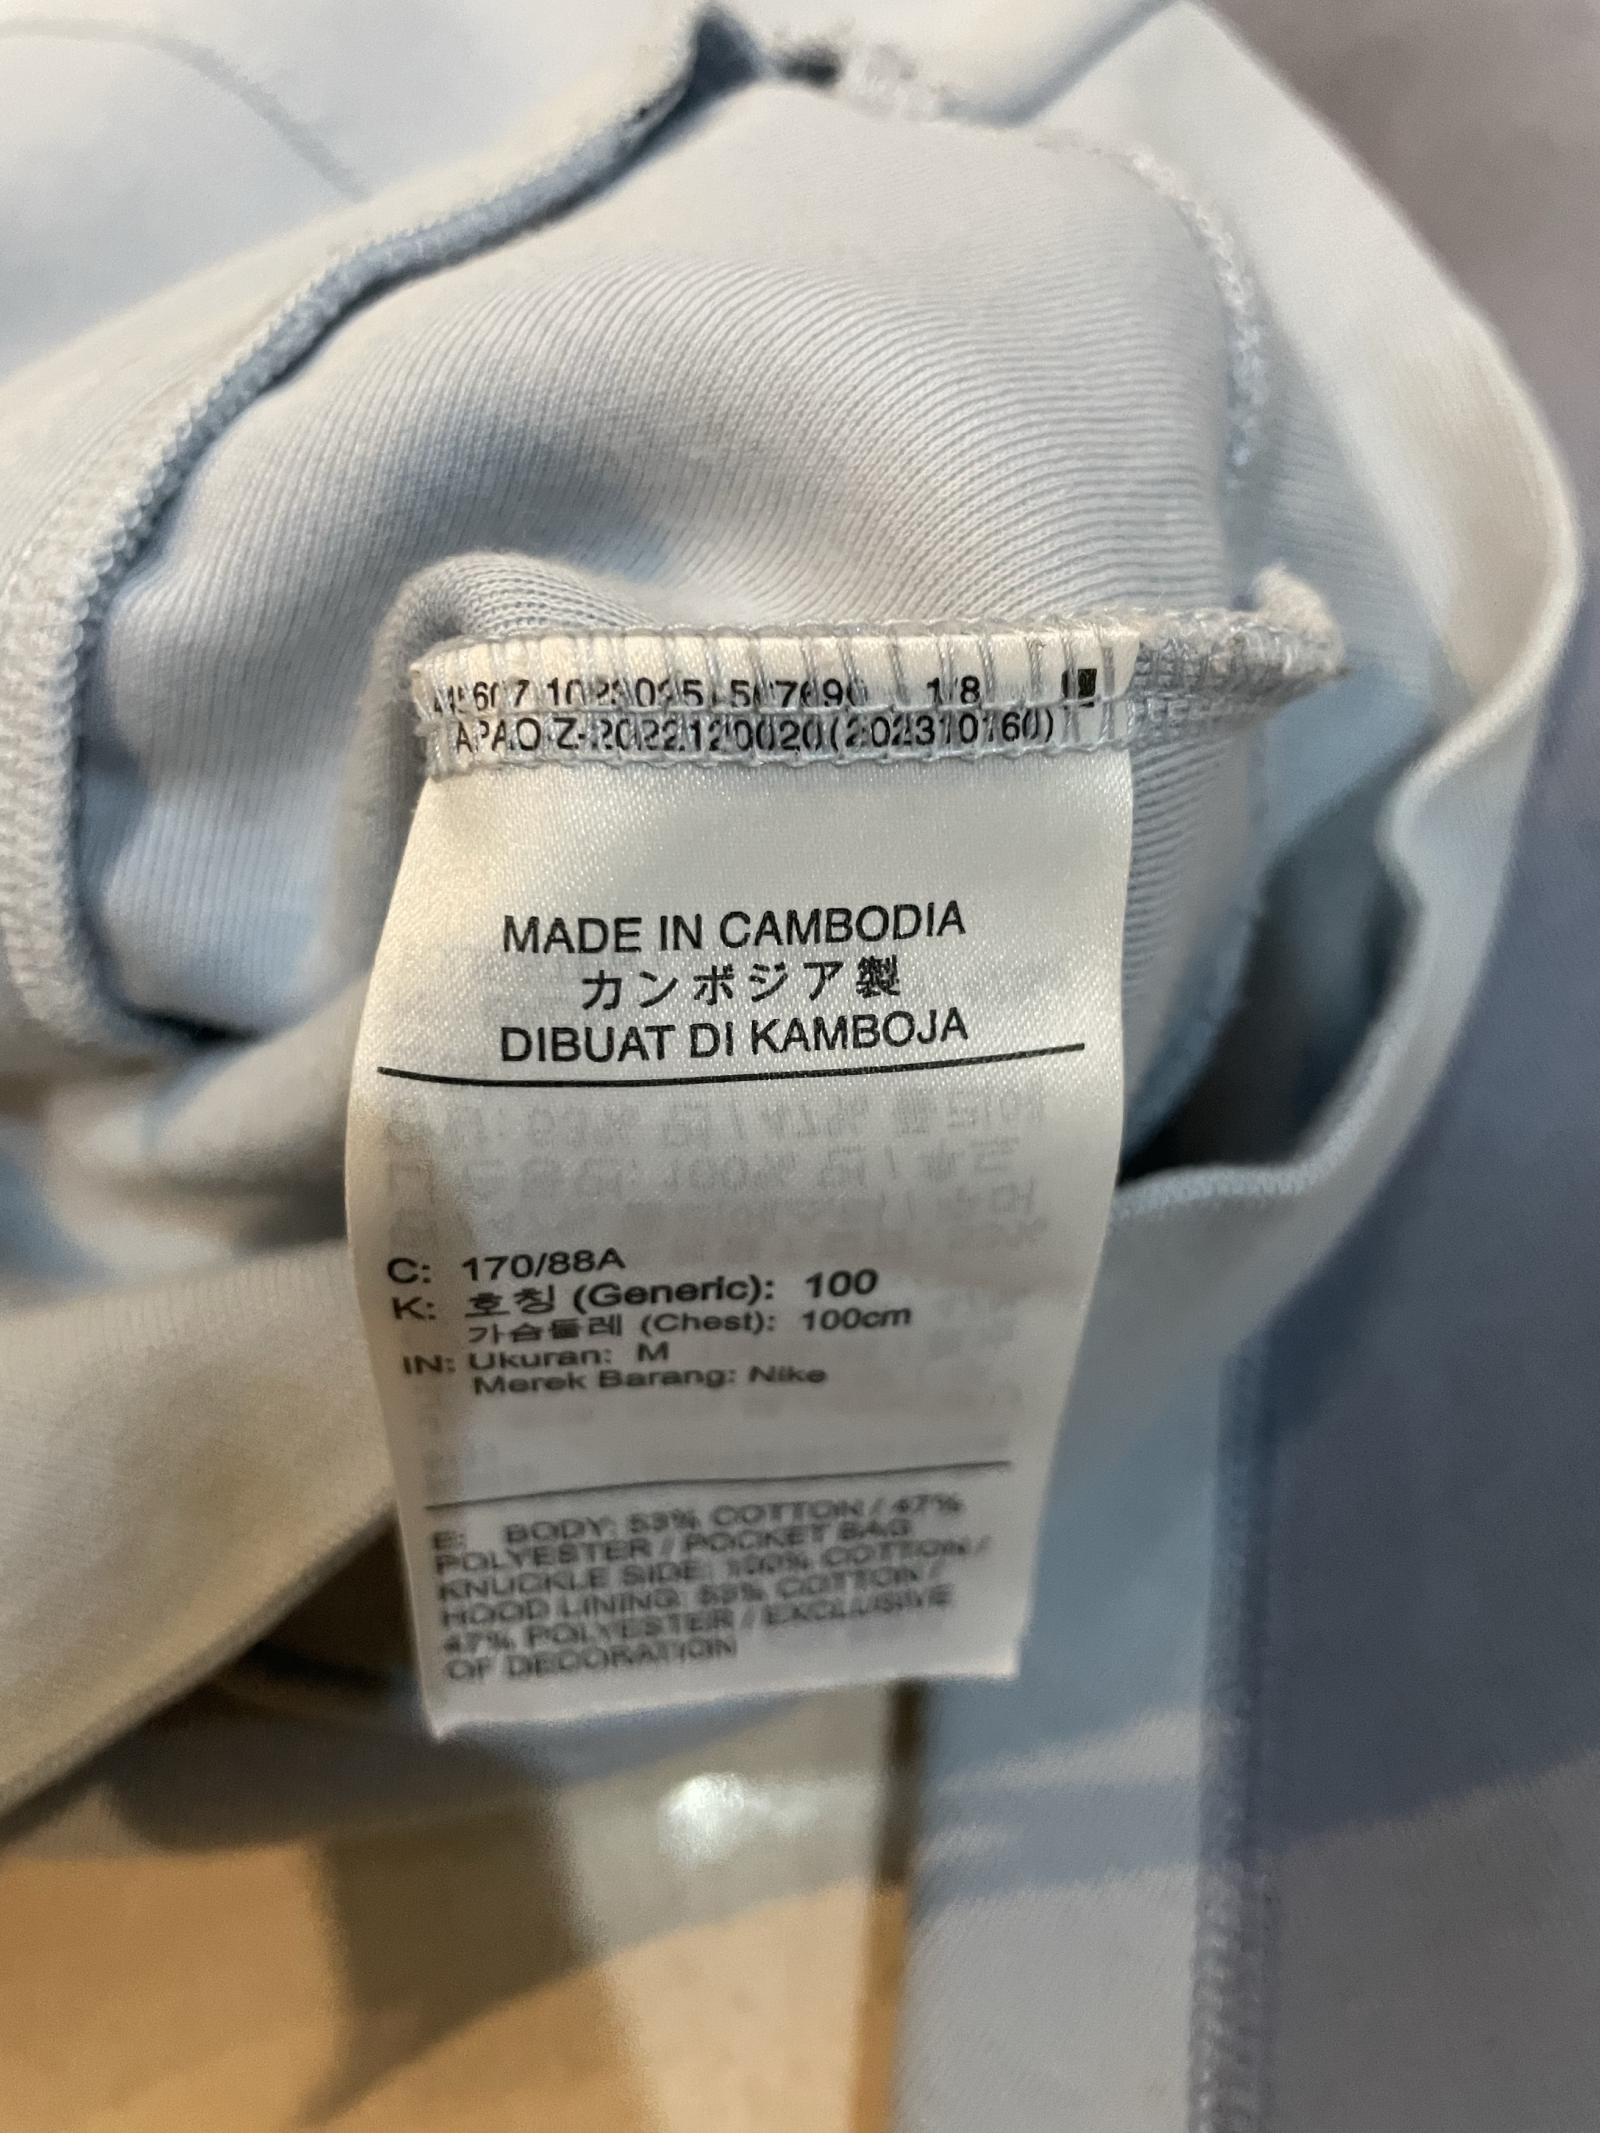 1/8
MADE IN CAMBODIA
カンボジア製
DIBUAT DI KAMBOJA
C: 170/88A
K: 호칭 (Generic): 100
가슴둘레 (Chest): 100cm
IN: Ukuran: M
Merek Barang: Nike
E: BODY: 53% COTTON / 47%
POLYESTER / POCKET BAG
KNUCKLE SIDE: 100% COTTON /
HOOD LINING: 53% COTTON /
47% POLYESTER / EXCLUSIVE
OF DECORATION